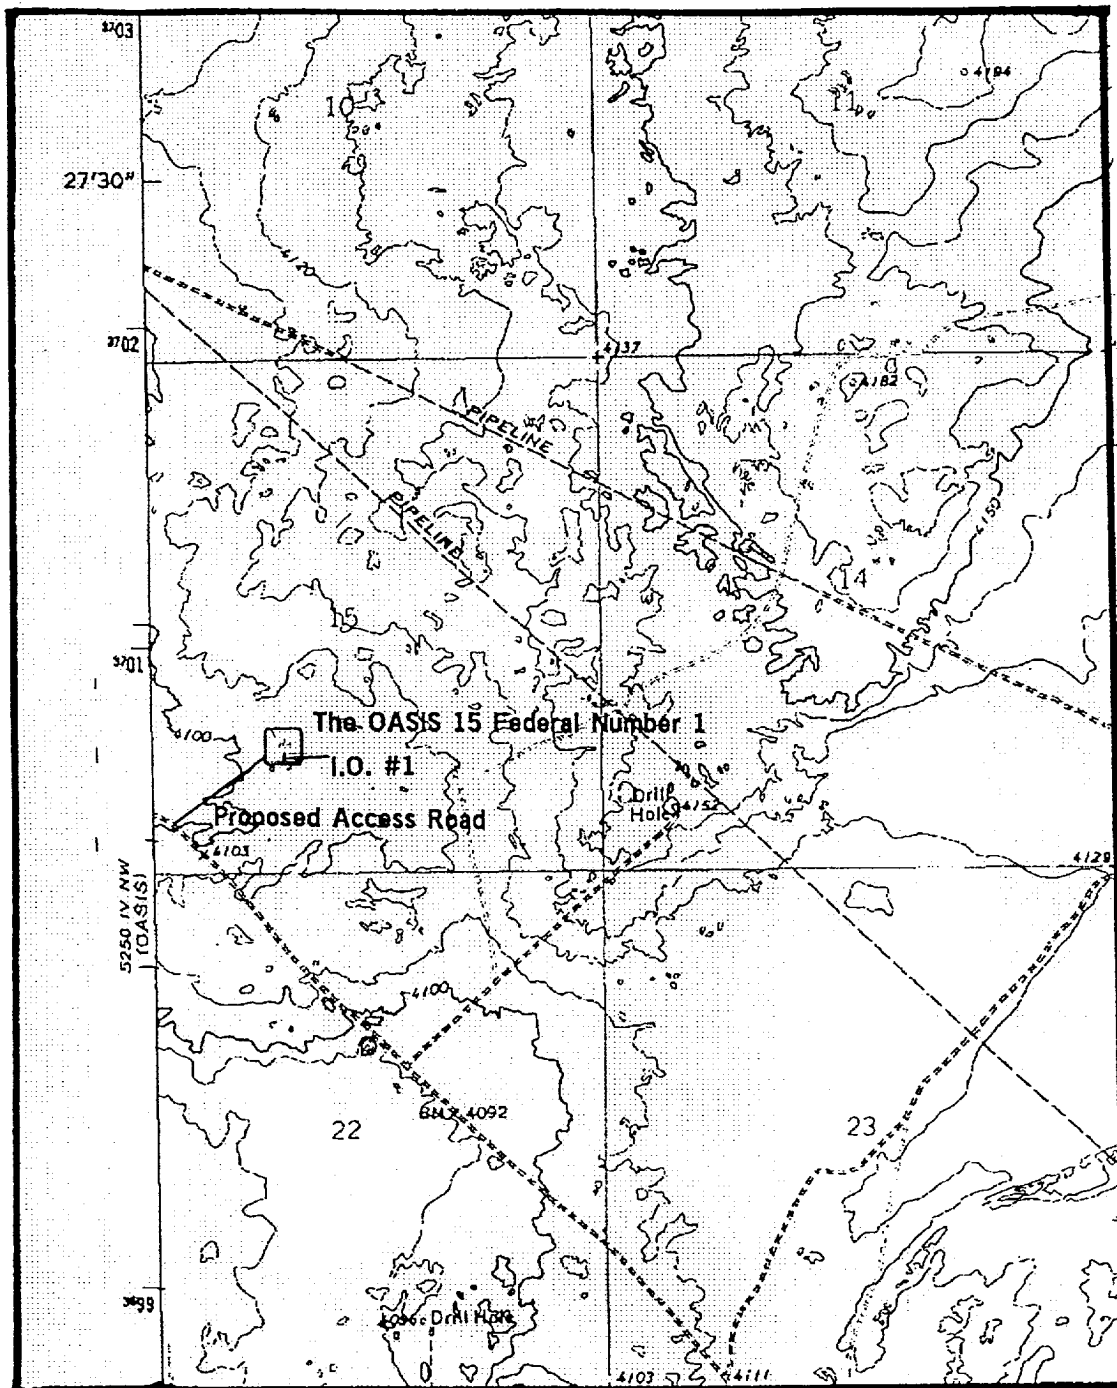 3703
10
11
4194
27'30"
4120
3702
4137
4182
PIPELINE
PIPELINE
4150
14
15
3701
4100
The OASIS 15 Federal Number 1
I.O. #1
Drill
Hole
4152
Proposed Access Road
4103
4129
5250 IV NW
(OASIS)
4100
BM 4092
22
23
3699
Drill Hole
4103
4111